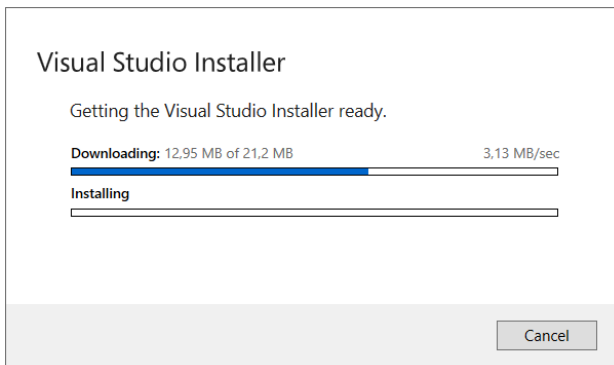 Visual Studio Installer
Getting the Visual Studio Installer ready.
Downloading: 12,95 MB of 21,2 MB 3,13 MB/sec
Installing
Cancel